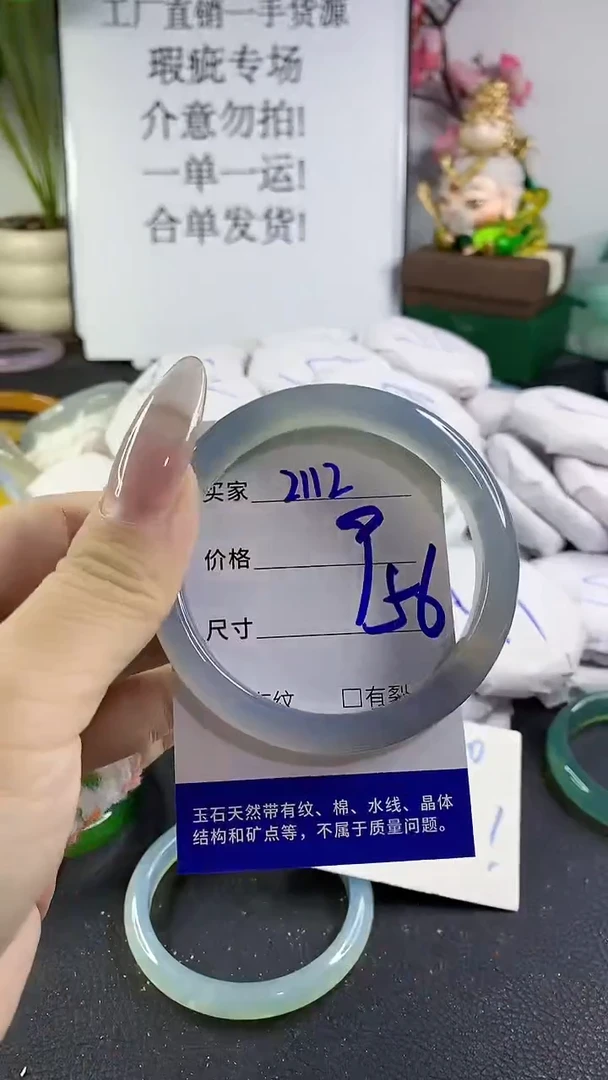 工厂直销一手货源
瑕疵专场
介意勿拍!
一单一运!
合单发货!
买家 2112
价格
尺寸 56
纹 □有裂
玉石天然带有纹、棉、水线、晶体
结构和矿点等，不属于质量问题。